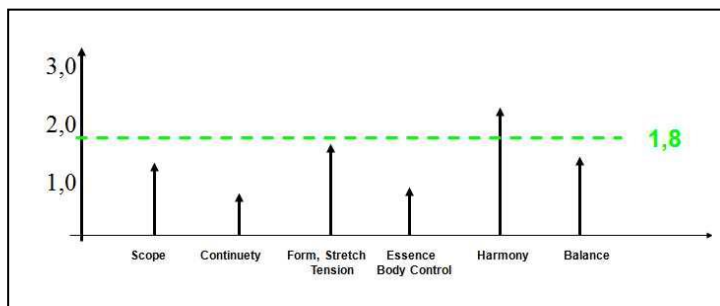 3,0
2,0
1,8
1,0
Scope
Continuety
Form, Stretch
Tension
Essence
Body Control
Harmony
Balance